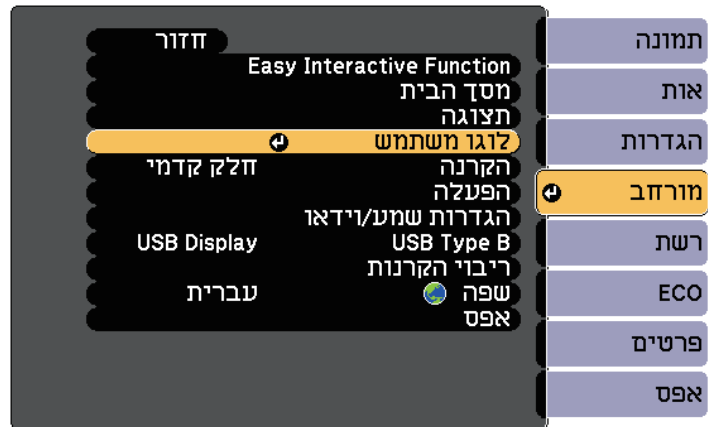 תמונה
אות
הגדרות
מורחב
רשת
ECO
פרטים
אפס
חזור
Easy Interactive Function
מסך הבית
תצוגה
לוגו משתמש
הקרנה חלק קדמי
הפעלה
הגדרות שמע/וידאו
USB Type B USB Display
ריבוי הקרנות
שפה עברית
אפס